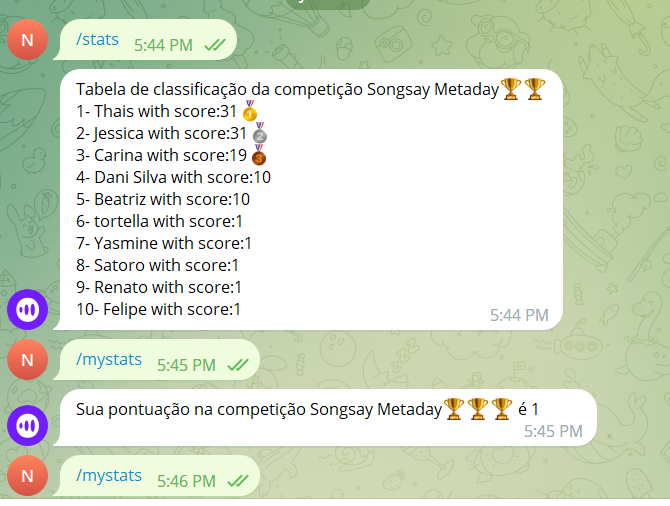 N
/stats 5:44 PM
Tabela de classificação da competição Songsay Metaday🏆🏆
1- Thais with score:31🥇
2- Jessica with score:31🥈
3- Carina with score:19🥉
4- Dani Silva with score:10
5- Beatriz with score:10
6- tortella with score:1
7- Yasmine with score:1
8- Satoro with score:1
9- Renato with score:1
10- Felipe with score:1
5:44 PM
N
/mystats 5:45 PM
Sua pontuação na competição Songsay Metaday🏆🏆🏆 é 1
5:45 PM
N
/mystats 5:46 PM